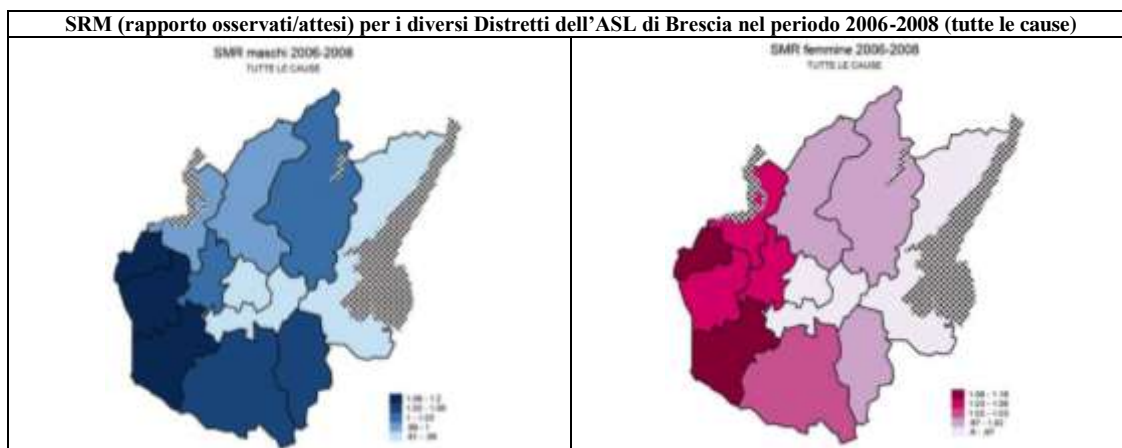 SRM (rapporto osservati/attesi) per i diversi Distretti dell'ASL di Brescia nel periodo 2006-2008 (tutte le cause)
SMR maschi 2006-2008
TUTTE LE CAUSE
SMR femmine 2006-2008
TUTTE LE CAUSE